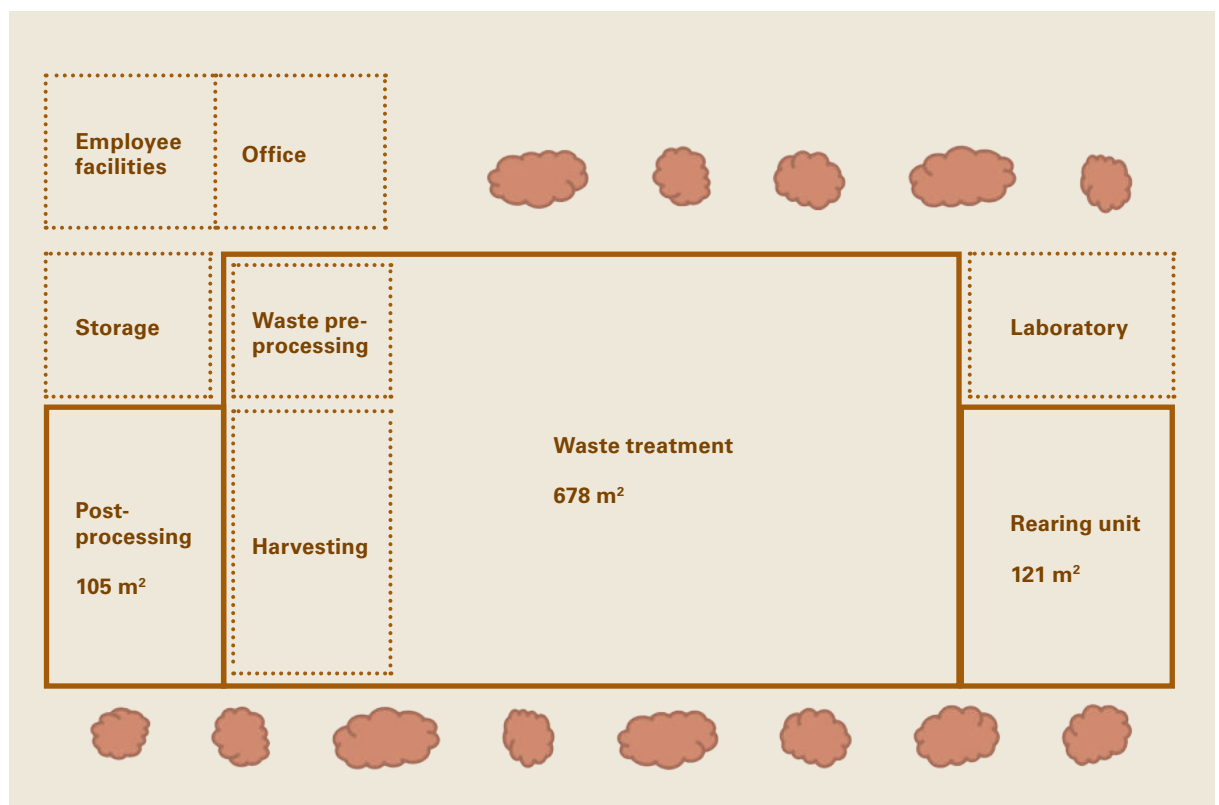 Employee
facilities
Office
Storage
Waste pre-
processing
Laboratory
Waste treatment
678 m²
Post-
processing
105 m²
Harvesting
Rearing unit
121 m²